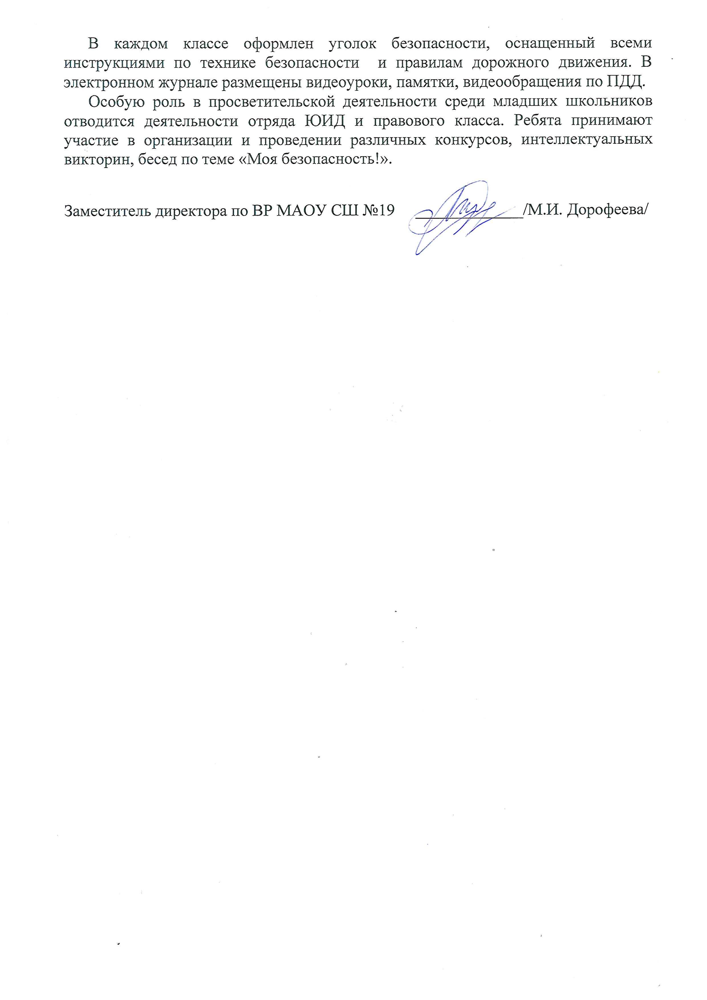 В каждом классе оформлен уголок безопасности, оснащенный всеми
инструкциями по технике безопасности и правилам дорожного движения. В
электронном журнале размещены видеоуроки, памятки, видеообращения по ПДД.
Особую роль в просветительской деятельности среди младших школьников
отводится деятельности отряда ЮИД и правового класса. Ребята принимают
участие в организации и проведении различных конкурсов, интеллектуальных
викторин, бесед по теме «Моя безопасность!».
Заместитель директора по ВР МАОУ СШ №19 _____________/М.И. Дорофеева/